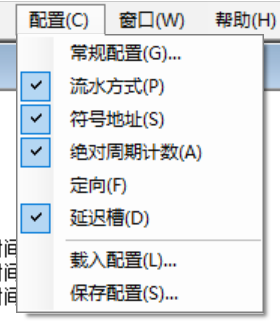 配置(C) 窗口(W) 帮助(H)
常规配置(G)...
流水方式(P)
符号地址(S)
绝对周期计数(A)
定向(F)
延迟槽(D)
载入配置(L)...
保存配置(S)...